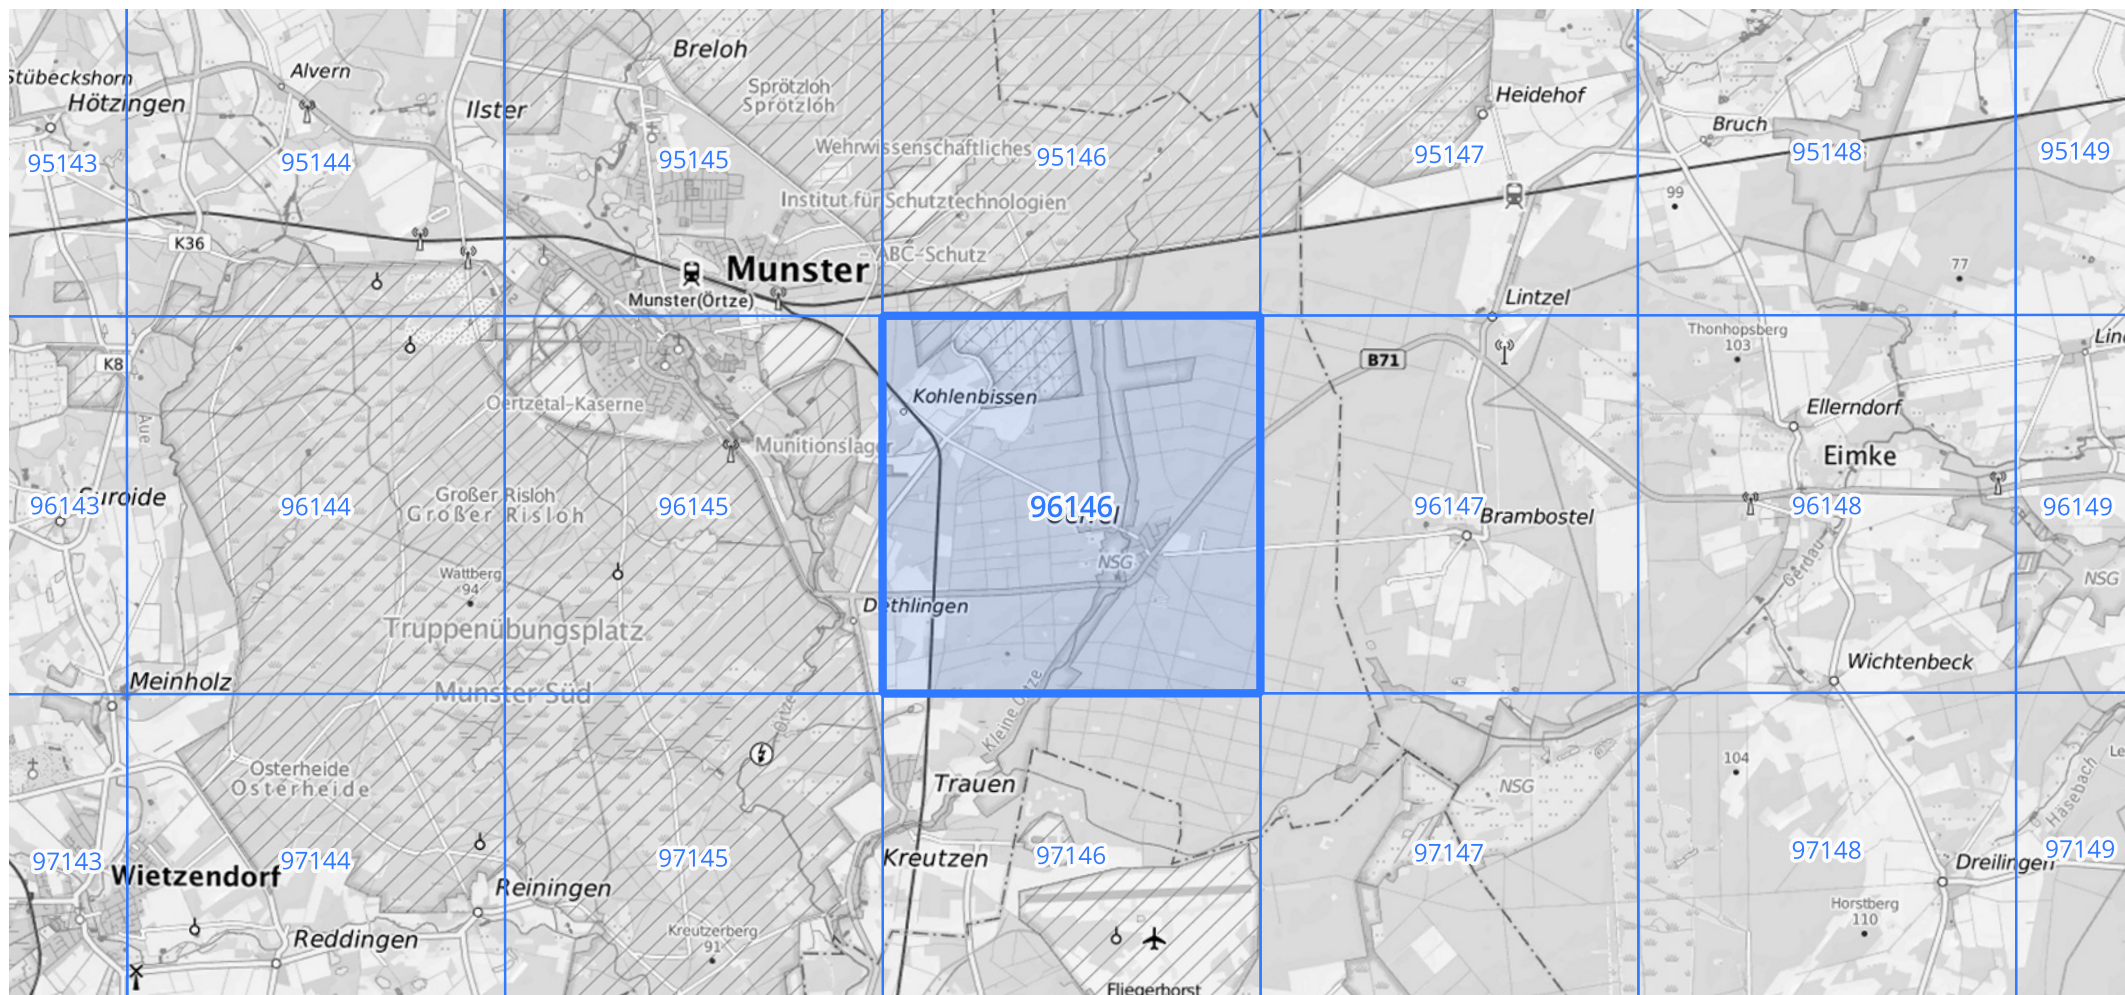 Breloh
Stübeckshorn
Alvern
Hötzingen
Ilster
Sprötzloh
Sprötzloh
Heidehof
Bruch
Wehrwissenschaftliches
95143
95144
95145
95146
95147
95148
95149
99
Institut für Schutztechnologien
K36
- ABC-Schutz
Munster
77
Munster(Örtze)
Lintzel
Thonhopsberg
103
K8
B71
Kohlenbissen
Oertzetal-Kaserne
Ellerndorf
Aue
Munitionslager
Eimke
Suroide
Großer Risloh
Großer Risloh
96143
96144
96145
96146
96147
96148
96149
Brambostel
NSG
Gerdau
NSG
Wattberg
94
Dethlingen
Truppenübungsplatz
Munster Süd
Wichtenbeck
Meinholz
Örtze
Kleine Örtze
Osterheide
Osterheide
Trauen
104
NSG
Häsebach
97143
97144
97145
Kreutzen
97146
97147
97148
97149
Wietzendorf
Dreilingen
Reiningen
Horstberg
110
Reddingen
Kreutzerberg
91
Fliegerhorst